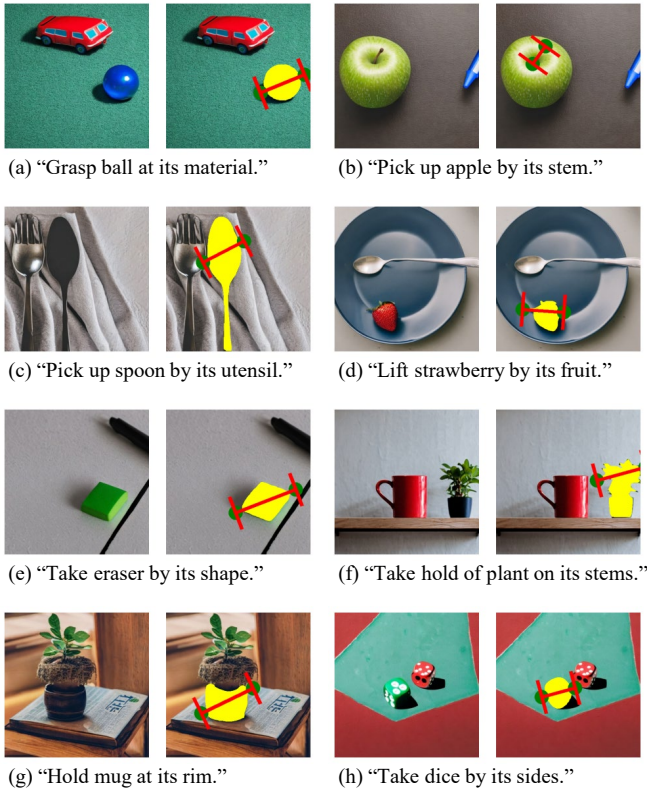 (a) “Grasp ball at its material.”
(b) “Pick up apple by its stem.”
(c) “Pick up spoon by its utensil.”
(d) “Lift strawberry by its fruit.”
(e) “Take eraser by its shape.”
(f) “Take hold of plant on its stems.”
(g) “Hold mug at its rim.”
(h) “Take dice by its sides.”